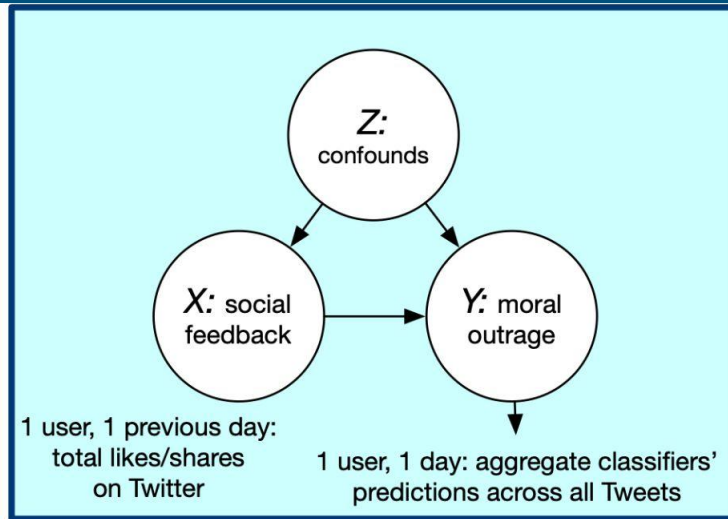 Z:
confounds
X: social
feedback
Y: moral
outrage
1 user, 1 previous day:
total likes/shares
on Twitter
1 user, 1 day: aggregate classifiers’
predictions across all Tweets